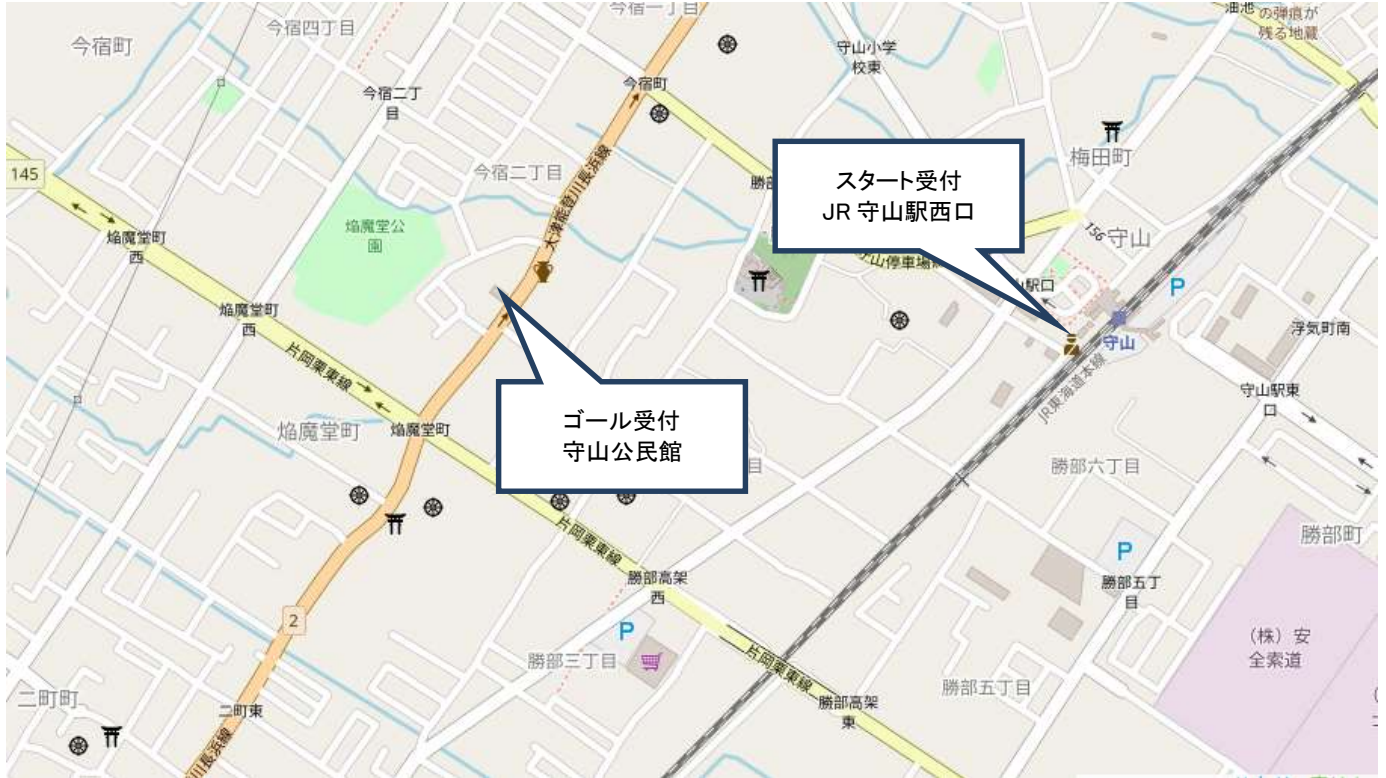 今宿一丁目
油池
の弾痕が
残る地蔵
今宿町
今宿四丁目
守山小学
校東
今宿町
今宿二丁
目
梅田町
今宿二丁目
145
大津能登川長浜線
スタート受付
JR 守山駅西口
焔魔堂公
園
焔魔堂町
西
156
守山
守山停車場
P
焔魔堂町
西
守山
浮気町南
片岡栗東線
JR東海道本線
守山駅東
口
ゴール受付
守山公民館
焔魔堂町
焔魔堂町
目
勝部六丁目
片岡栗東線
勝部町
P
勝部高架
西
勝部五丁
目
2
P
(株)安
全索道
勝部三丁目
片岡栗東線
勝部五丁目
二町町
二町東
勝部高架
東
川長浜線